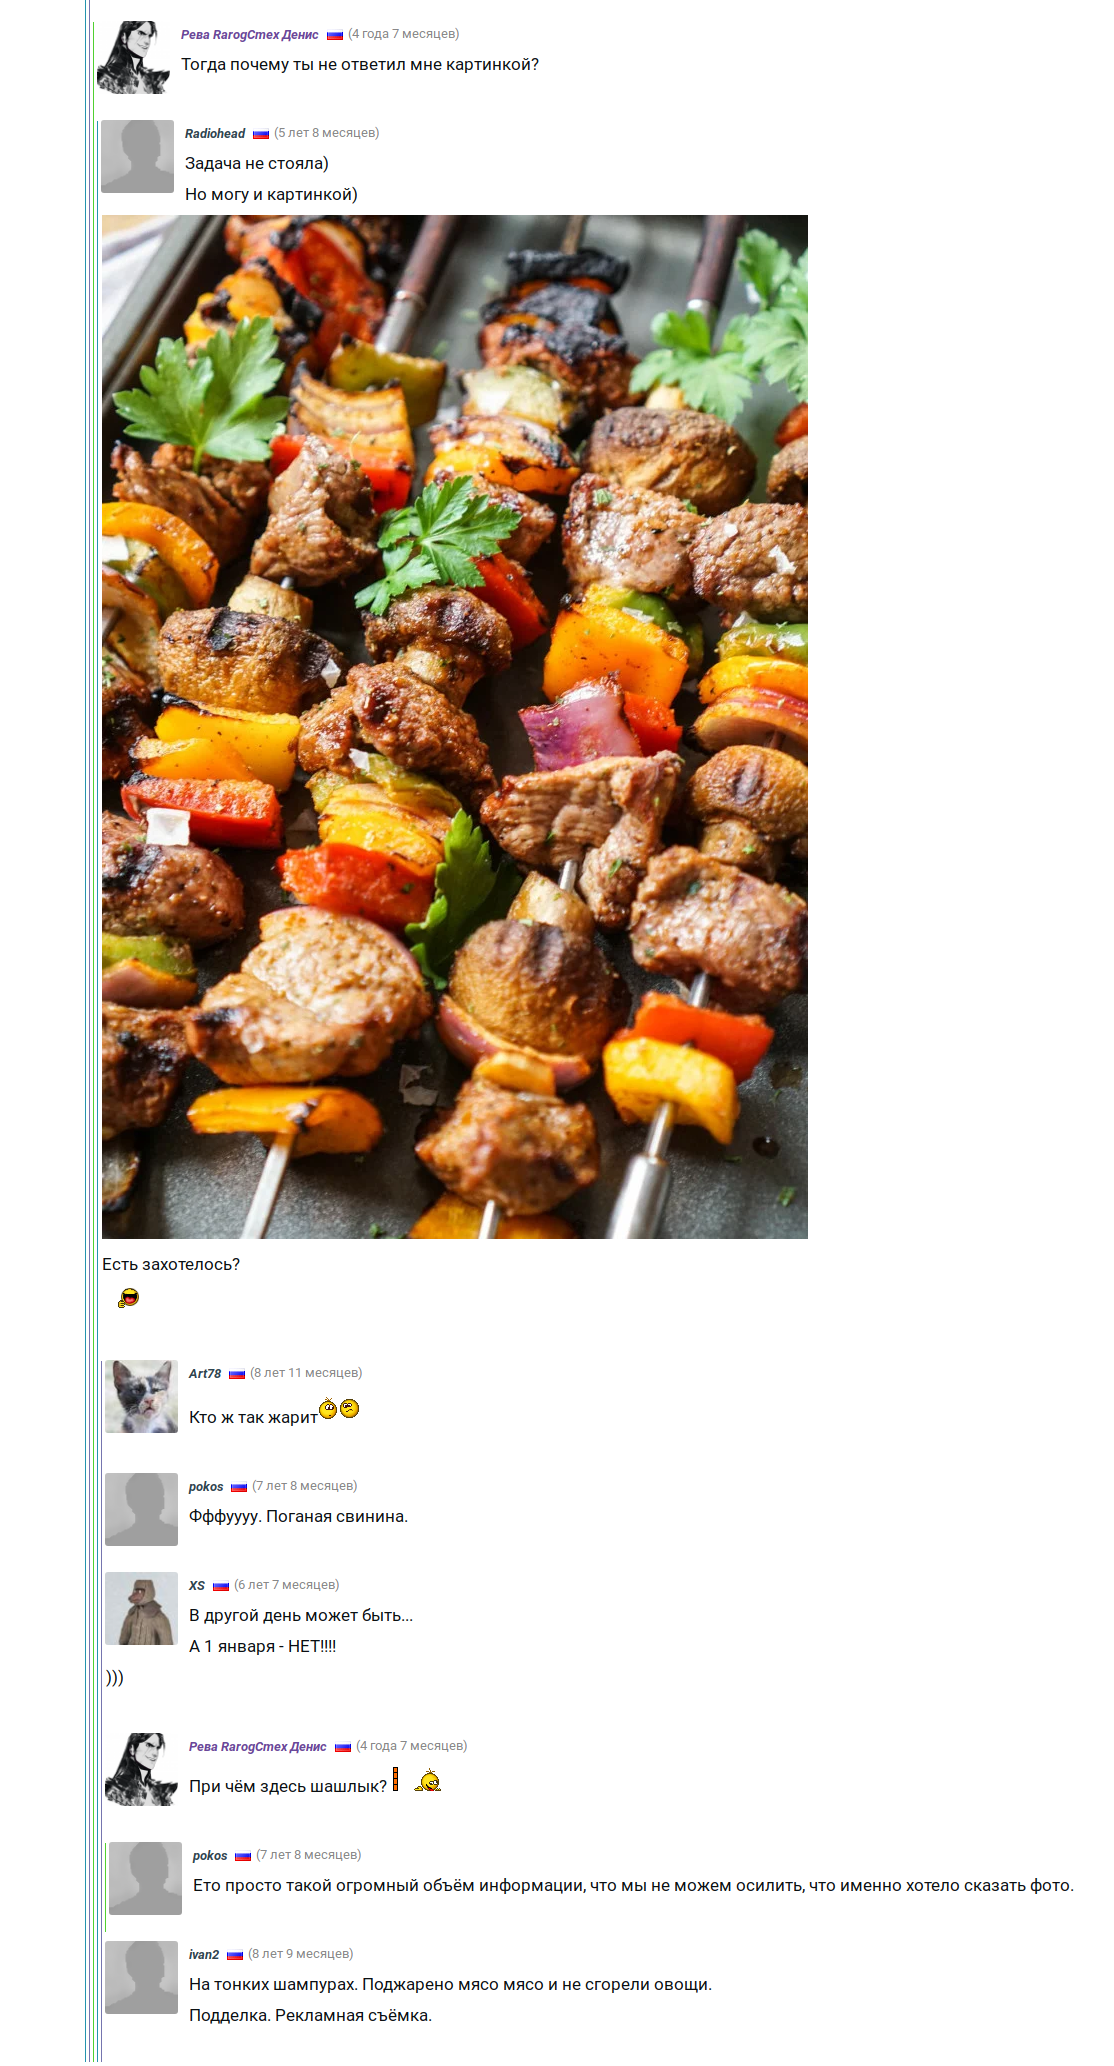 Рева RarogСmex Денис (4 года 7 месяцев)
Тогда почему ты не ответил мне картинкой?
Radiohead (5 лет 8 месяцев)
Задача не стояла)
Но могу и картинкой)
Есть захотелось?
Art78 (8 лет 11 месяцев)
Кто ж так жарит
pokos (7 лет 8 месяцев)
Фффуууу. Поганая свинина.
XS (6 лет 7 месяцев)
В другой день может быть...
А 1 января - НЕТ!!!!
)))
Рева RarogСmex Денис (4 года 7 месяцев)
При чём здесь шашлык?
pokos (7 лет 8 месяцев)
Ето просто такой огромный объём информации, что мы не можем осилить, что именно хотело сказать фото.
ivan2 (8 лет 9 месяцев)
На тонких шампурах. Поджарено мясо мясо и не сгорели овощи.
Подделка. Рекламная съёмка.